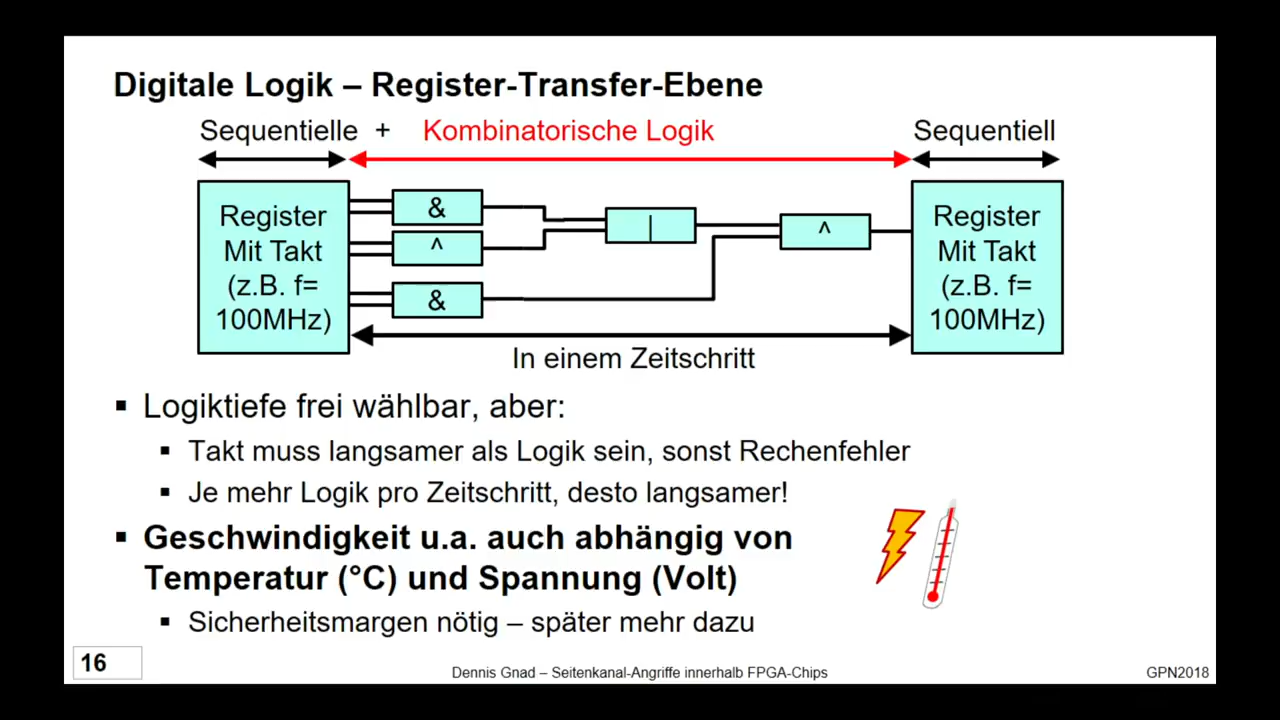 Digitale Logik – Register-Transfer-Ebene
Sequentielle + Kombinatorische Logik
Sequentiell
Register
Mit Takt
(z.B. f=
100MHz)
&
^
&
|
^
Register
Mit Takt
(z.B. f=
100MHz)
In einem Zeitschritt
Logiktiefe frei wählbar, aber:
Takt muss langsamer als Logik sein, sonst Rechenfehler
Je mehr Logik pro Zeitschritt, desto langsamer!
Geschwindigkeit u.a. auch abhängig von
Temperatur (°C) und Spannung (Volt)
Sicherheitsmargen nötig – später mehr dazu
16
Dennis Gnad – Seitenkanal-Angriffe innerhalb FPGA-Chips
GPN2018